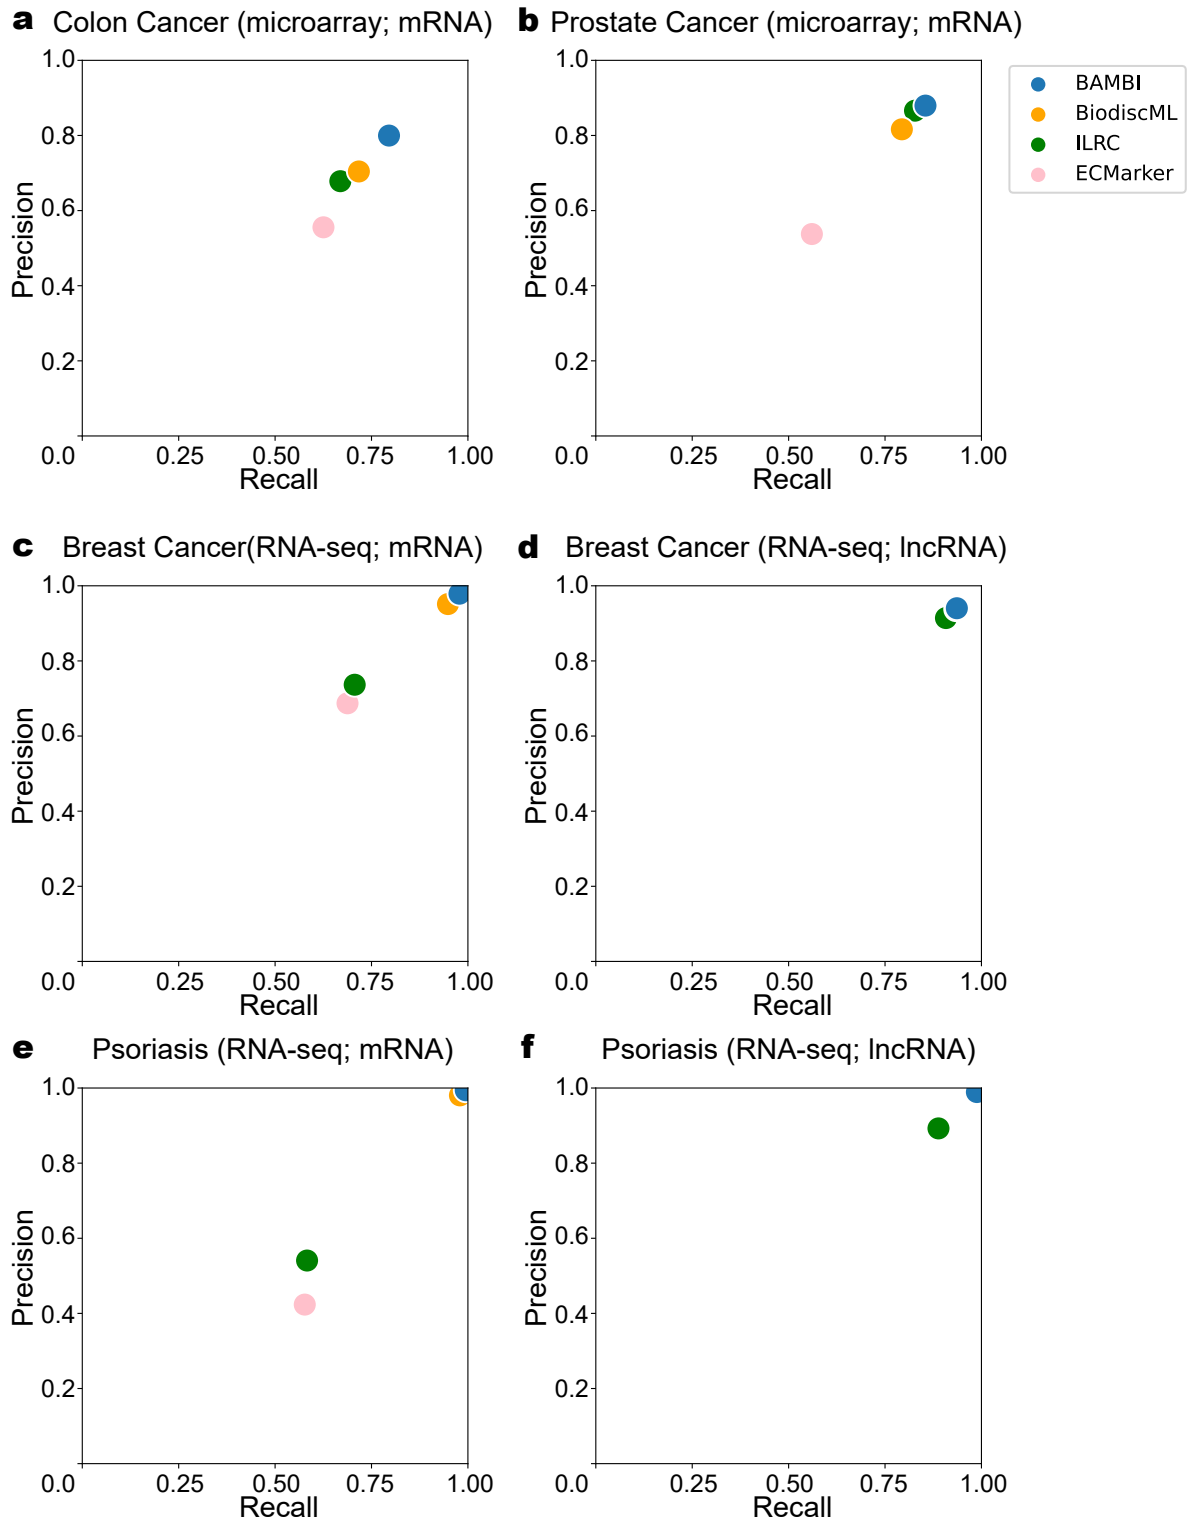 a Colon Cancer (microarray; mRNA)
1.0
0.8
0.6
0.4
0.2
0.0
0.25
0.50
0.75
1.00
Precision
Recall
b Prostate Cancer (microarray; mRNA)
1.0
0.8
0.6
0.4
0.2
0.0
0.25
0.50
0.75
1.00
Precision
Recall
BAMBI
BiodiscML
ILRC
ECMarker
c Breast Cancer(RNA-seq; mRNA)
1.0
0.8
0.6
0.4
0.2
0.0
0.25
0.50
0.75
1.00
Precision
Recall
d Breast Cancer (RNA-seq; lncRNA)
1.0
0.8
0.6
0.4
0.2
0.0
0.25
0.50
0.75
1.00
Precision
Recall
e Psoriasis (RNA-seq; mRNA)
1.0
0.8
0.6
0.4
0.2
0.0
0.25
0.50
0.75
1.00
Precision
Recall
f Psoriasis (RNA-seq; lncRNA)
1.0
0.8
0.6
0.4
0.2
0.0
0.25
0.50
0.75
1.00
Precision
Recall